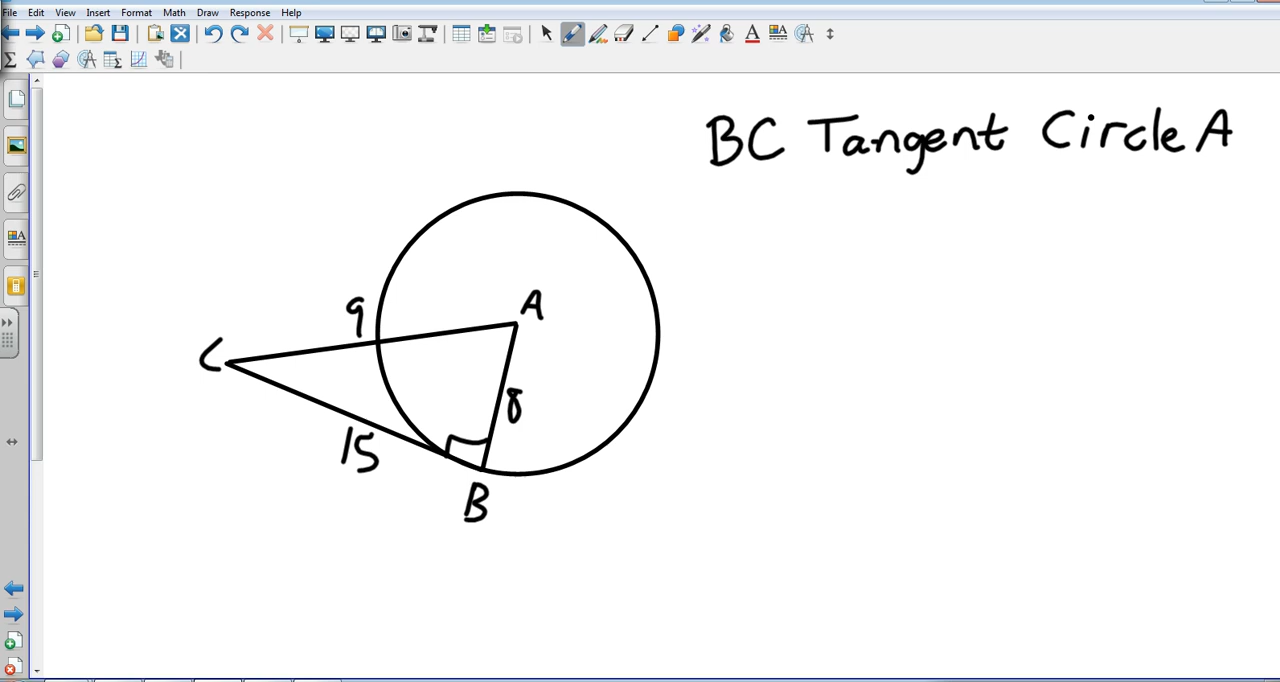 File Edit View Insert Format Math Draw Response Help
BC Tangent Circle A
A
9
C
8
15
B